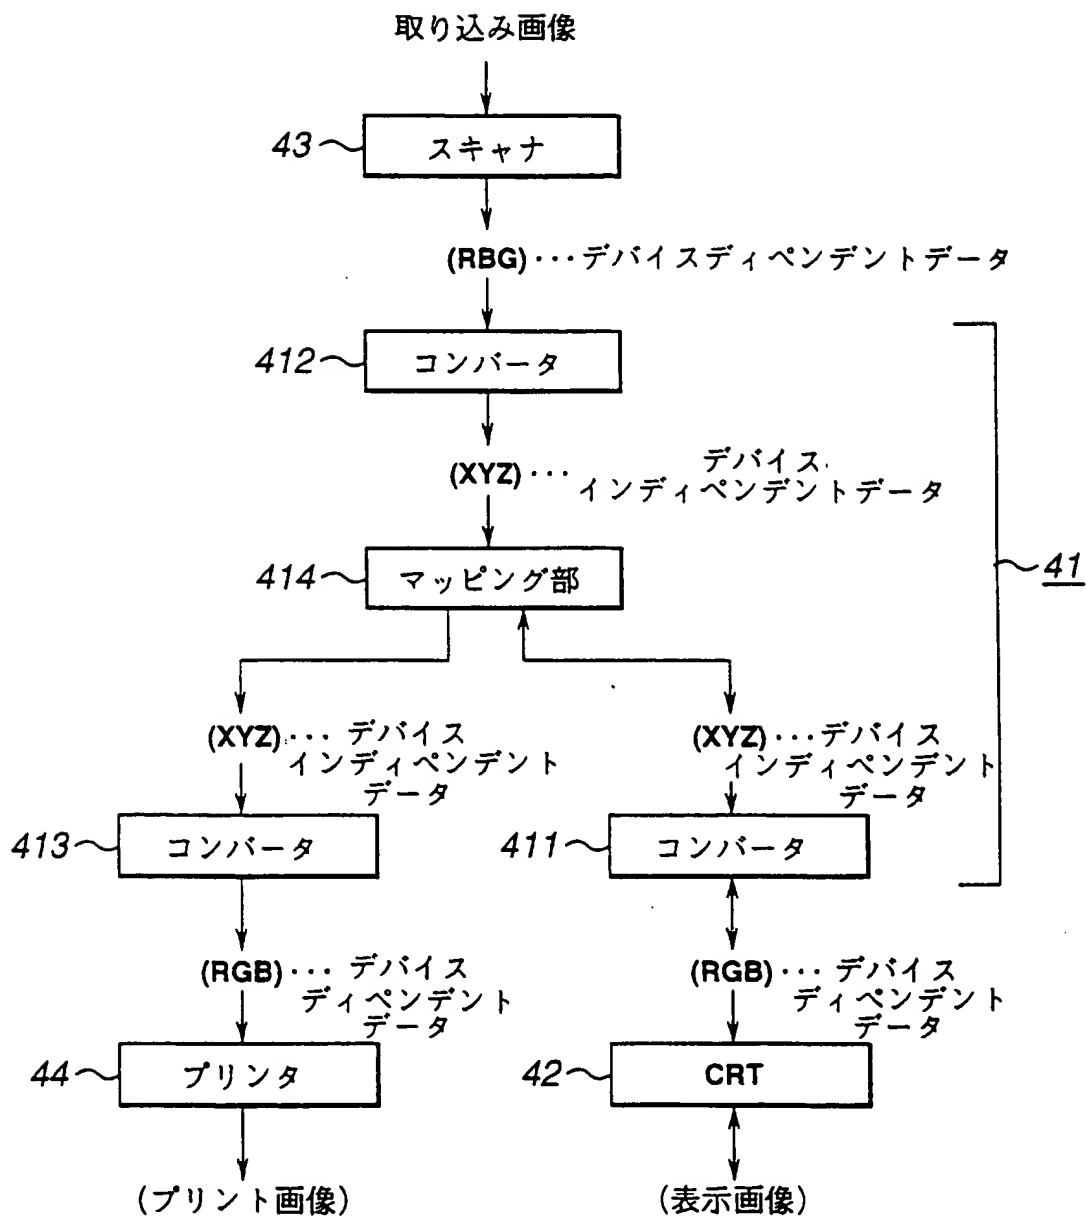 取り込み画像
43 スキャナ
(RBG)・・・デバイスディペンデントデータ
412 コンバータ
(XYZ)・・・デバイス
インディペンデントデータ
414 マッピング部
41
(XYZ)・・・デバイス
インディペンデント
データ
(XYZ)・・・デバイス
インディペンデント
データ
413 コンバータ
411 コンバータ
(RGB)・・・デバイス
ディペンデント
データ
(RGB)・・・デバイス
ディペンデント
データ
44 プリンタ
42 CRT
(プリント画像)
(表示画像)